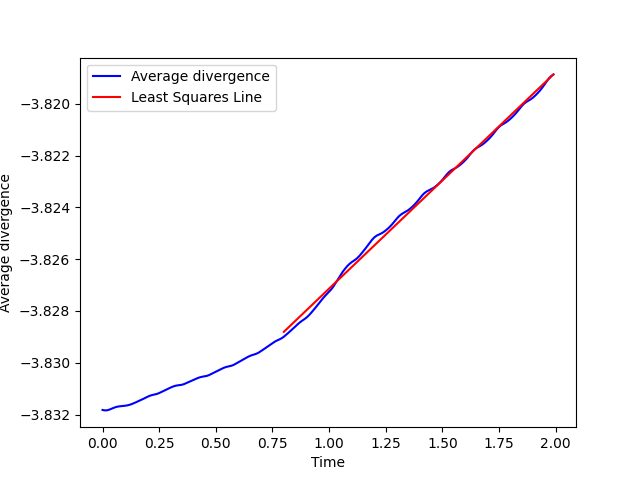 Average divergence
Least Squares Line
−3.820
−3.822
−3.824
−3.826
−3.828
−3.830
−3.832
Average divergence
0.00 0.25 0.50 0.75 1.00 1.25 1.50 1.75 2.00
Time